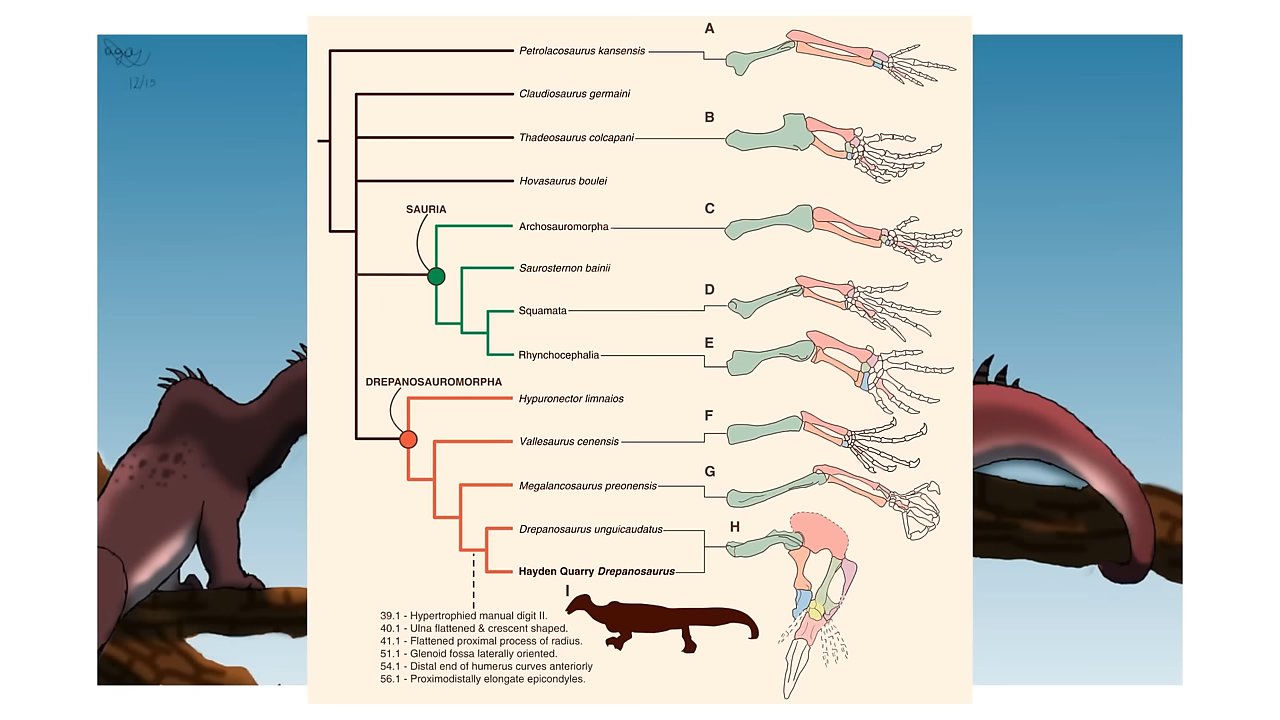 A
Petrolacosaurus kansensis
Claudiosaurus germaini
B
Thadeosaurus colcapani
Hovasaurus boulei
SAURIA
C
Archosauromorpha
Saurosternon bainii
D
Squamata
E
Rhynchocephalia
DREPANOSAUROMORPHA
Hypuronector limnaios
F
Vallesaurus cenensis
G
Megalancosaurus preonensis
H
Drepanosaurus unguicaudatus
Hayden Quarry Drepanosaurus
I
39.1 - Hypertrophied manual digit II.
40.1 - Ulna flattened & crescent shaped.
41.1 - Flattened proximal process of radius.
51.1 - Glenoid fossa laterally oriented.
54.1 - Distal end of humerus curves anteriorly
56.1 - Proximodistally elongate epicondyles.
12/15